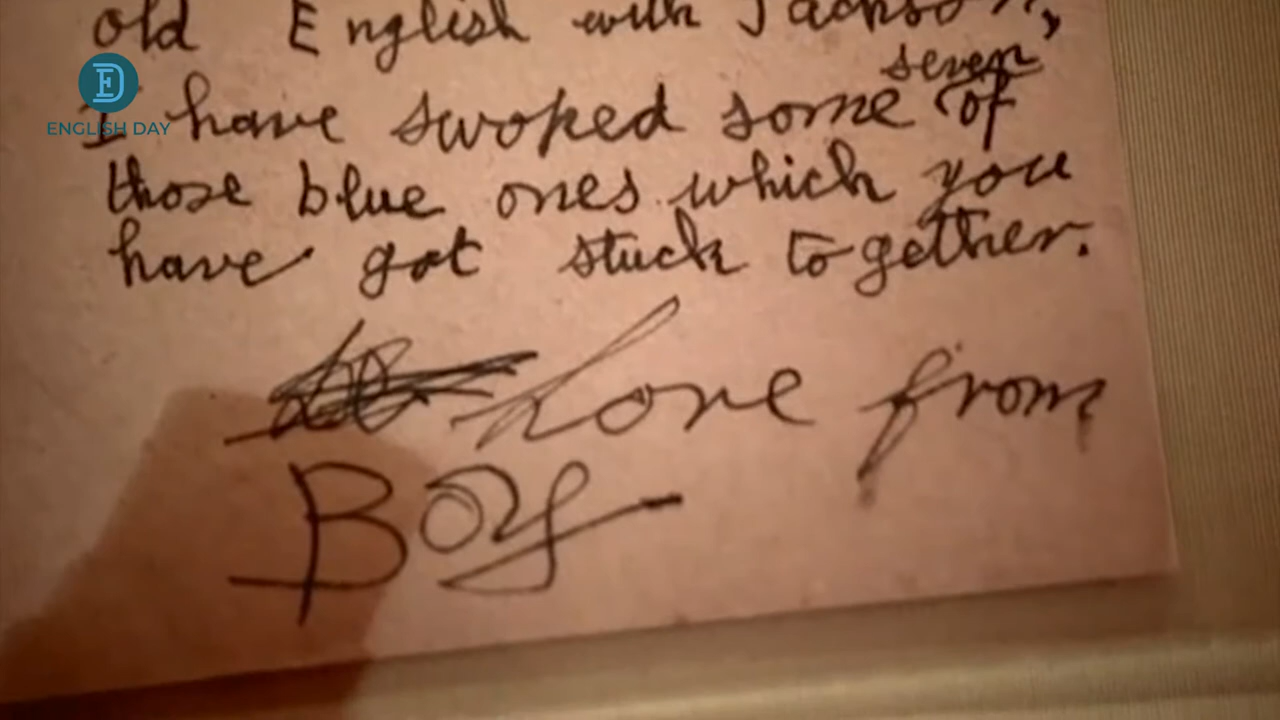 old English with Jackson,
seven
I have swoped some of
those blue ones which you
have got stuck together.
Love from
Boy
ENGLISH DAY